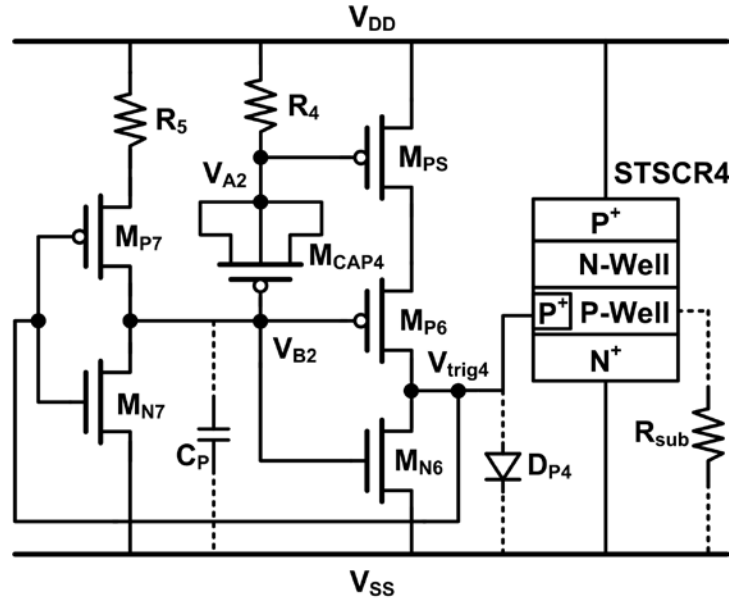 V_DD
R_5
R_4
M_PS
V_A2
STSCR4
P^+
M_P7
M_CAP4
N-Well
M_P6
P^+
P-Well
V_B2
V_trig4
N^+
M_N7
C_P
M_N6
D_P4
R_sub
V_SS